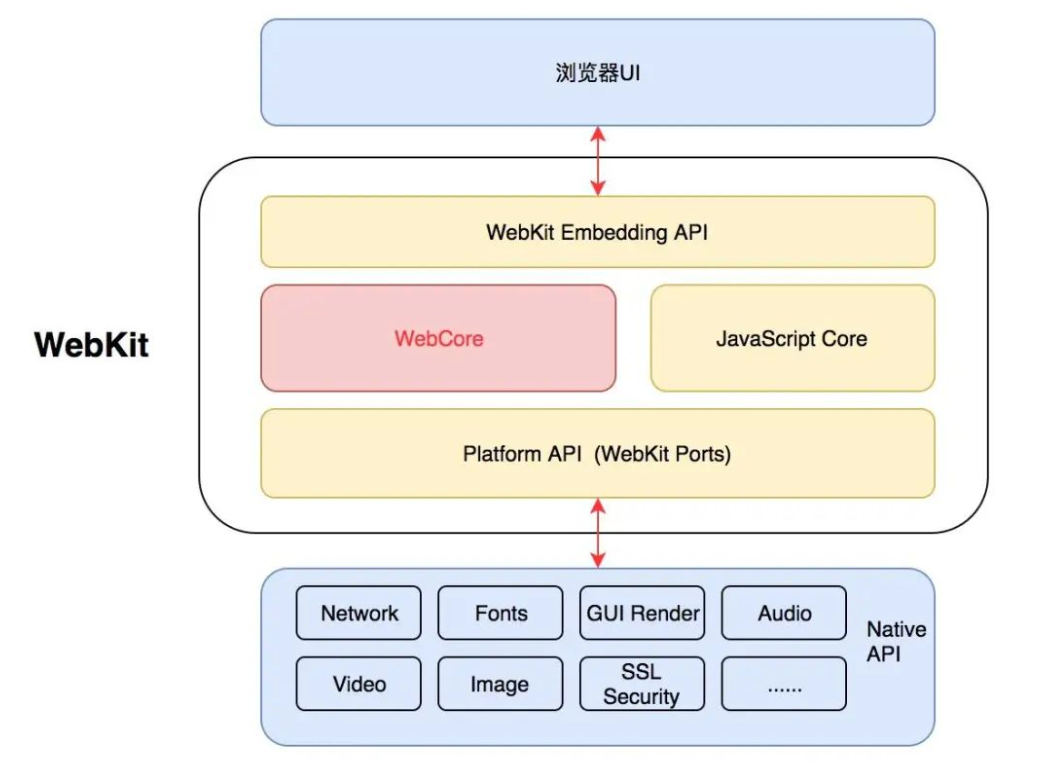 浏览器UI
WebKit Embedding API
WebKit
WebCore
JavaScript Core
Platform API (WebKit Ports)
Network
Fonts
GUI Render
Audio
Native
API
Video
Image
SSL
Security
......